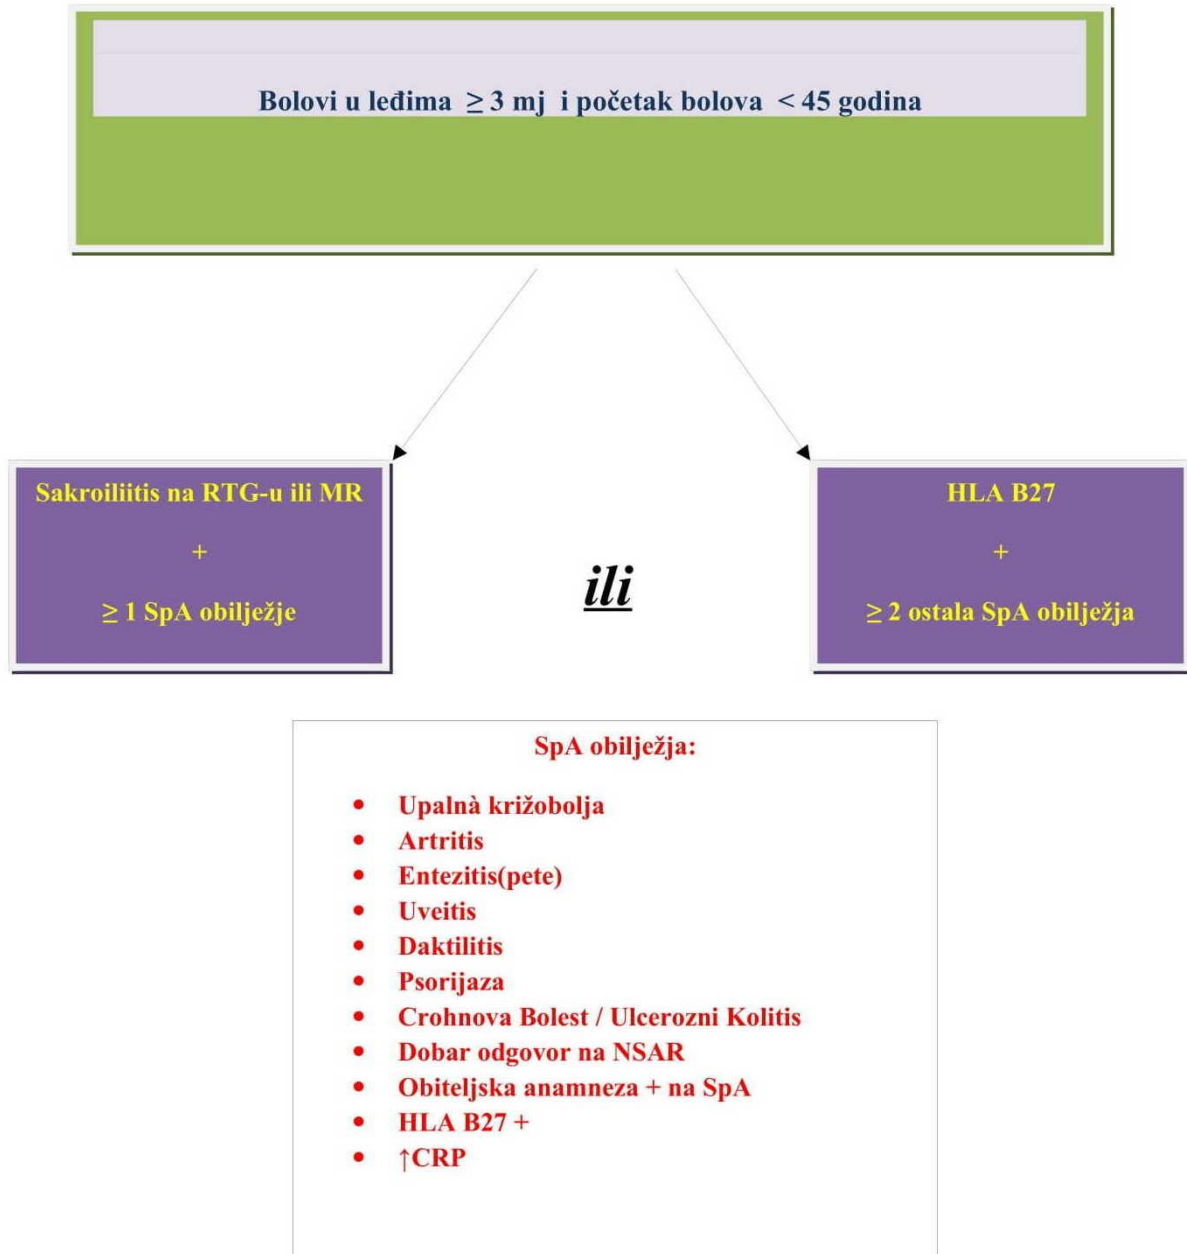 Bolovi u leđima ≥ 3 mj i početak bolova < 45 godina
Sakroiliitis na RTG-u ili MR
+
≥ 1 SpA obilježje
ili
HLA B27
+
≥ 2 ostala SpA obilježja
SpA obilježja:
• Upalnà križobolja
• Artritis
• Entezitis(pete)
• Uveitis
• Daktilitis
• Psorijaza
• Crohnova Bolest / Ulcerozni Kolitis
• Dobar odgovor na NSAR
• Obiteljska anamneza + na SpA
• HLA B27 +
• ↑CRP